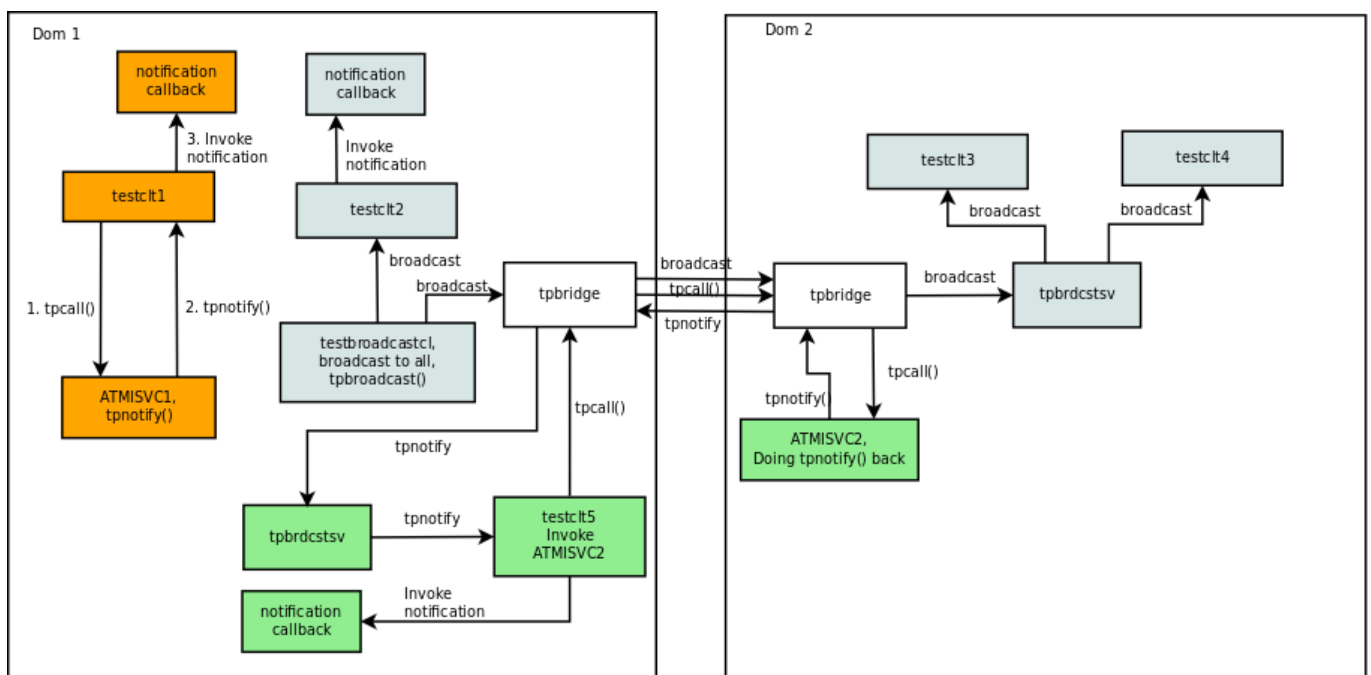 Dom 1
notification
callback
3. Invoke
notification
testclt1
1. tpcall()
2. tpnotify()
ATMISVC1,
tpnotify()
notification
callback
Invoke
notification
testclt2
broadcast
broadcast
testbroadcastcl,
broadcast to all,
tpbroadcast()
tpbridge
tpcall()
tpnotify
tpbrdcstsv
tpnotify
testclt5
Invoke
ATMISVC2
Invoke
notification
notification
callback
broadcast
tpcall()
tpnotify
Dom 2
testclt3
testclt4
broadcast
broadcast
tpbridge
broadcast
tpbrdcstsv
tpnotify()
tpcall()
ATMISVC2,
Doing tpnotify() back